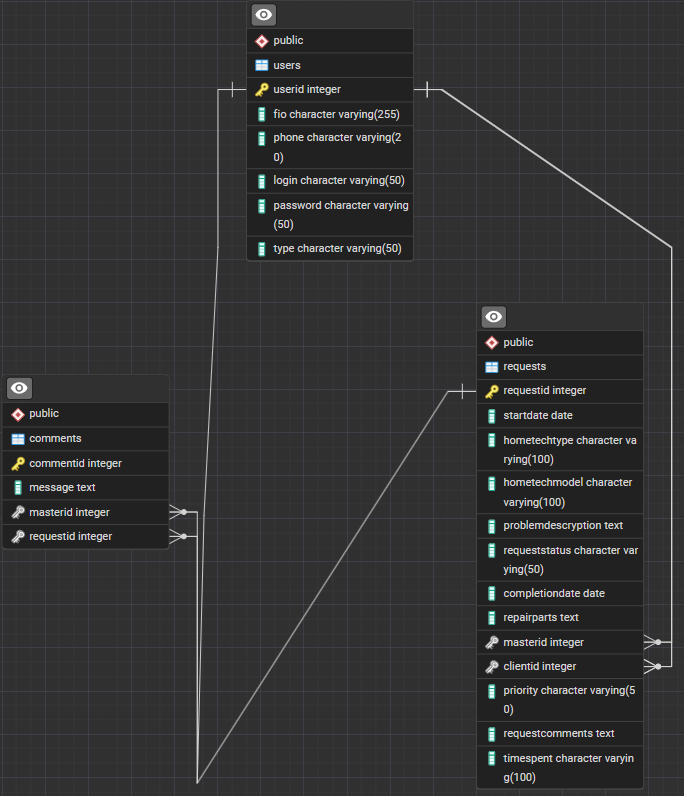 public
users
userid integer
fio character varying(255)
phone character varying(2
0)
login character varying(50)
password character varying
(50)
type character varying(50)
public
comments
commentid integer
message text
masterid integer
requestid integer
public
requests
requestid integer
startdate date
hometechtype character va
rying(100)
hometechmodel character
varying(100)
problemdescryption text
requeststatus character var
ying(50)
completiondate date
repairparts text
masterid integer
clientid integer
priority character varying(5
0)
requestcomments text
timespent character varyin
g(100)